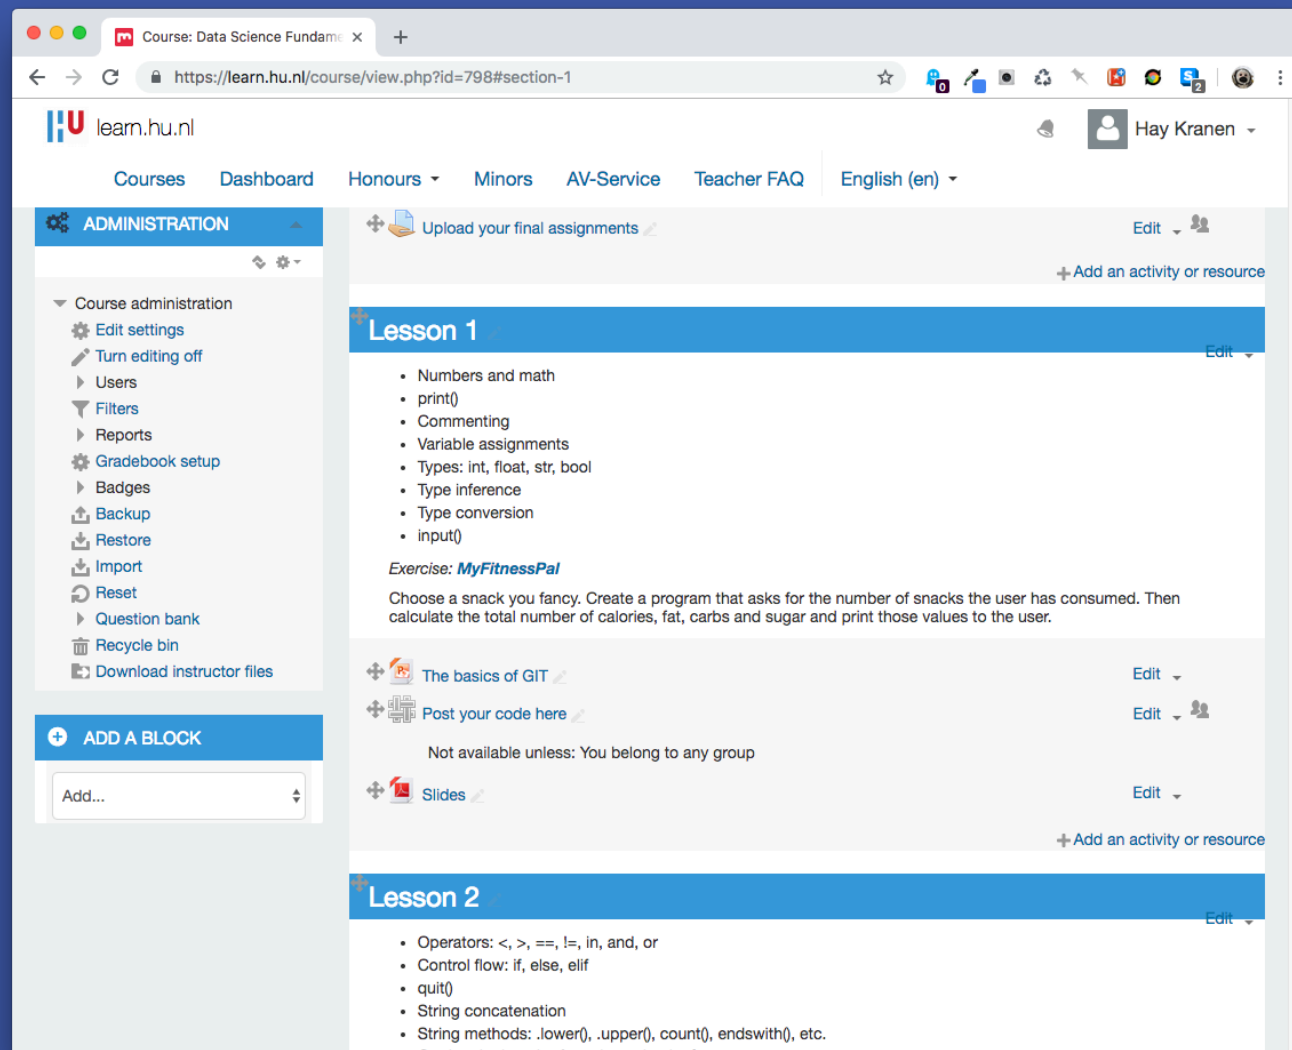 Course: Data Science Fundame
https://learn.hu.nl/course/view.php?id=798#section-1
0
2
HU learn.hu.nl
Hay Kranen
Courses Dashboard Honours Minors AV-Service Teacher FAQ English (en)
ADMINISTRATION
Course administration
Edit settings
Turn editing off
Users
Filters
Reports
Gradebook setup
Badges
Backup
Restore
Import
Reset
Question bank
Recycle bin
Download instructor files
ADD A BLOCK
Add...
Upload your final assignments Edit
Add an activity or resource
Lesson 1
Edit
• Numbers and math
• print()
• Commenting
• Variable assignments
• Types: int, float, str, bool
• Type inference
• Type conversion
• input()
Exercise: MyFitnessPal
Choose a snack you fancy. Create a program that asks for the number of snacks the user has consumed. Then
calculate the total number of calories, fat, carbs and sugar and print those values to the user.
The basics of GIT Edit
Post your code here Edit
Not available unless: You belong to any group
Slides Edit
Add an activity or resource
Lesson 2
Edit
• Operators: <, >, ==, !=, in, and, or
• Control flow: if, else, elif
• quit()
• String concatenation
• String methods: .lower(), .upper(), count(), endswith(), etc.